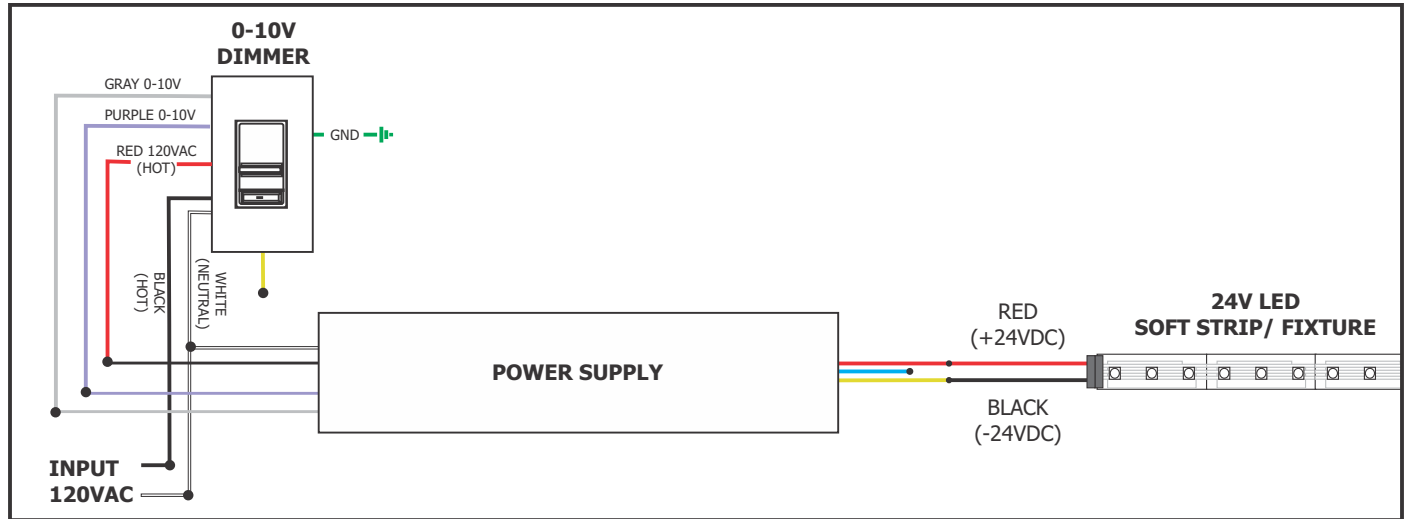 0-10V
DIMMER
GRAY 0-10V
PURPLE 0-10V
RED 120VAC
(HOT)
GND
BLACK
(HOT)
WHITE
(NEUTRAL)
POWER SUPPLY
RED
(+24VDC)
BLACK
(-24VDC)
24V LED
SOFT STRIP/ FIXTURE
INPUT
120VAC